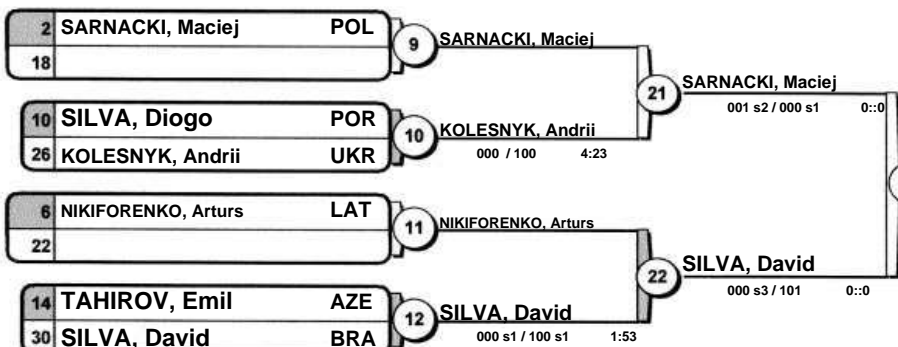 2 SARNACKI, Maciej POL
18
9
SARNACKI, Maciej
10 SILVA, Diogo POR
26 KOLESNYK, Andrii UKR
10
KOLESNYK, Andrii
000 / 100 4:23
21
SARNACKI, Maciej
001 s2 / 000 s1 0::0
6 NIKIFORENKO, Arturs LAT
22
11
NIKIFORENKO, Arturs
14 TAHIROV, Emil AZE
30 SILVA, David BRA
12
SILVA, David
000 s1 / 100 s1 1:53
22
SILVA, David
000 s3 / 101 0::0